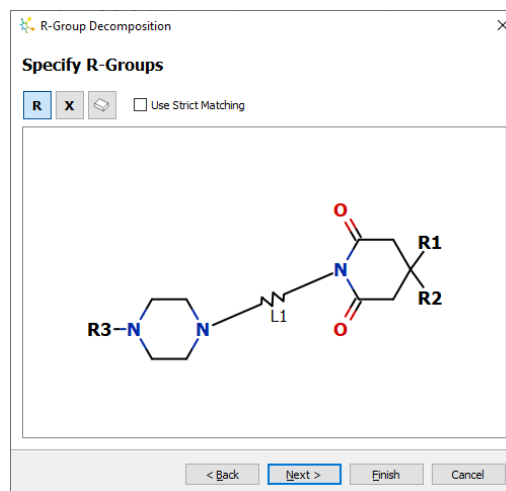 R-Group Decomposition
Specify R-Groups
R X Use Strict Matching
O
R1
N
R2
L1
O
R3 N N
< Back Next > Finish Cancel